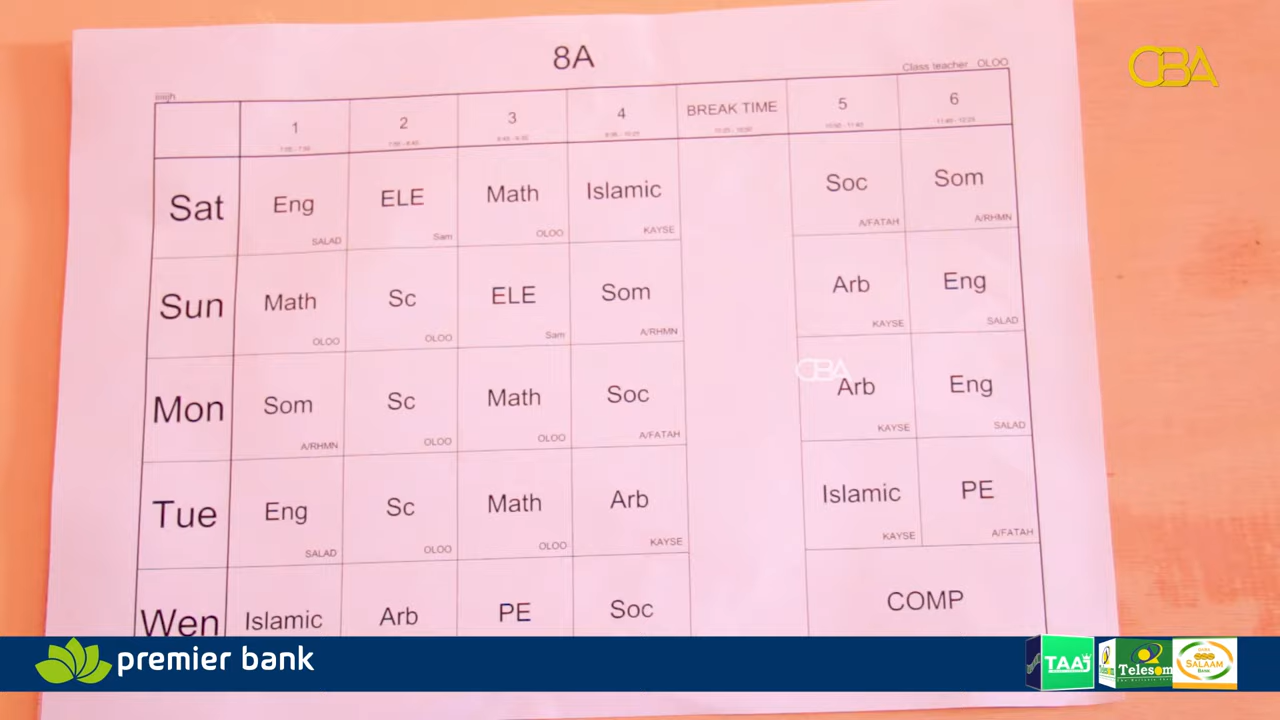 8A
Class teacher OLOO
CBA
1 2 3 4 BREAK TIME 5 6
Sat Eng ELE Math Islamic Soc Som
SALAD Sam OLOO KAYSE A/FATAH A/RHMN
Sun Math Sc ELE Som Arb Eng
OLOO OLOO Sam A/RHMN KAYSE SALAD
CBA
Mon Som Sc Math Soc Arb Eng
A/RHMN OLOO OLOO A/FATAH KAYSE SALAD
Tue Eng Sc Math Arb Islamic PE
SALAD OLOO OLOO KAYSE KAYSE A/FATAH
Wen Islamic Arb PE Soc COMP
premier bank
TAAJ
Telesom
SALAAM
BANK